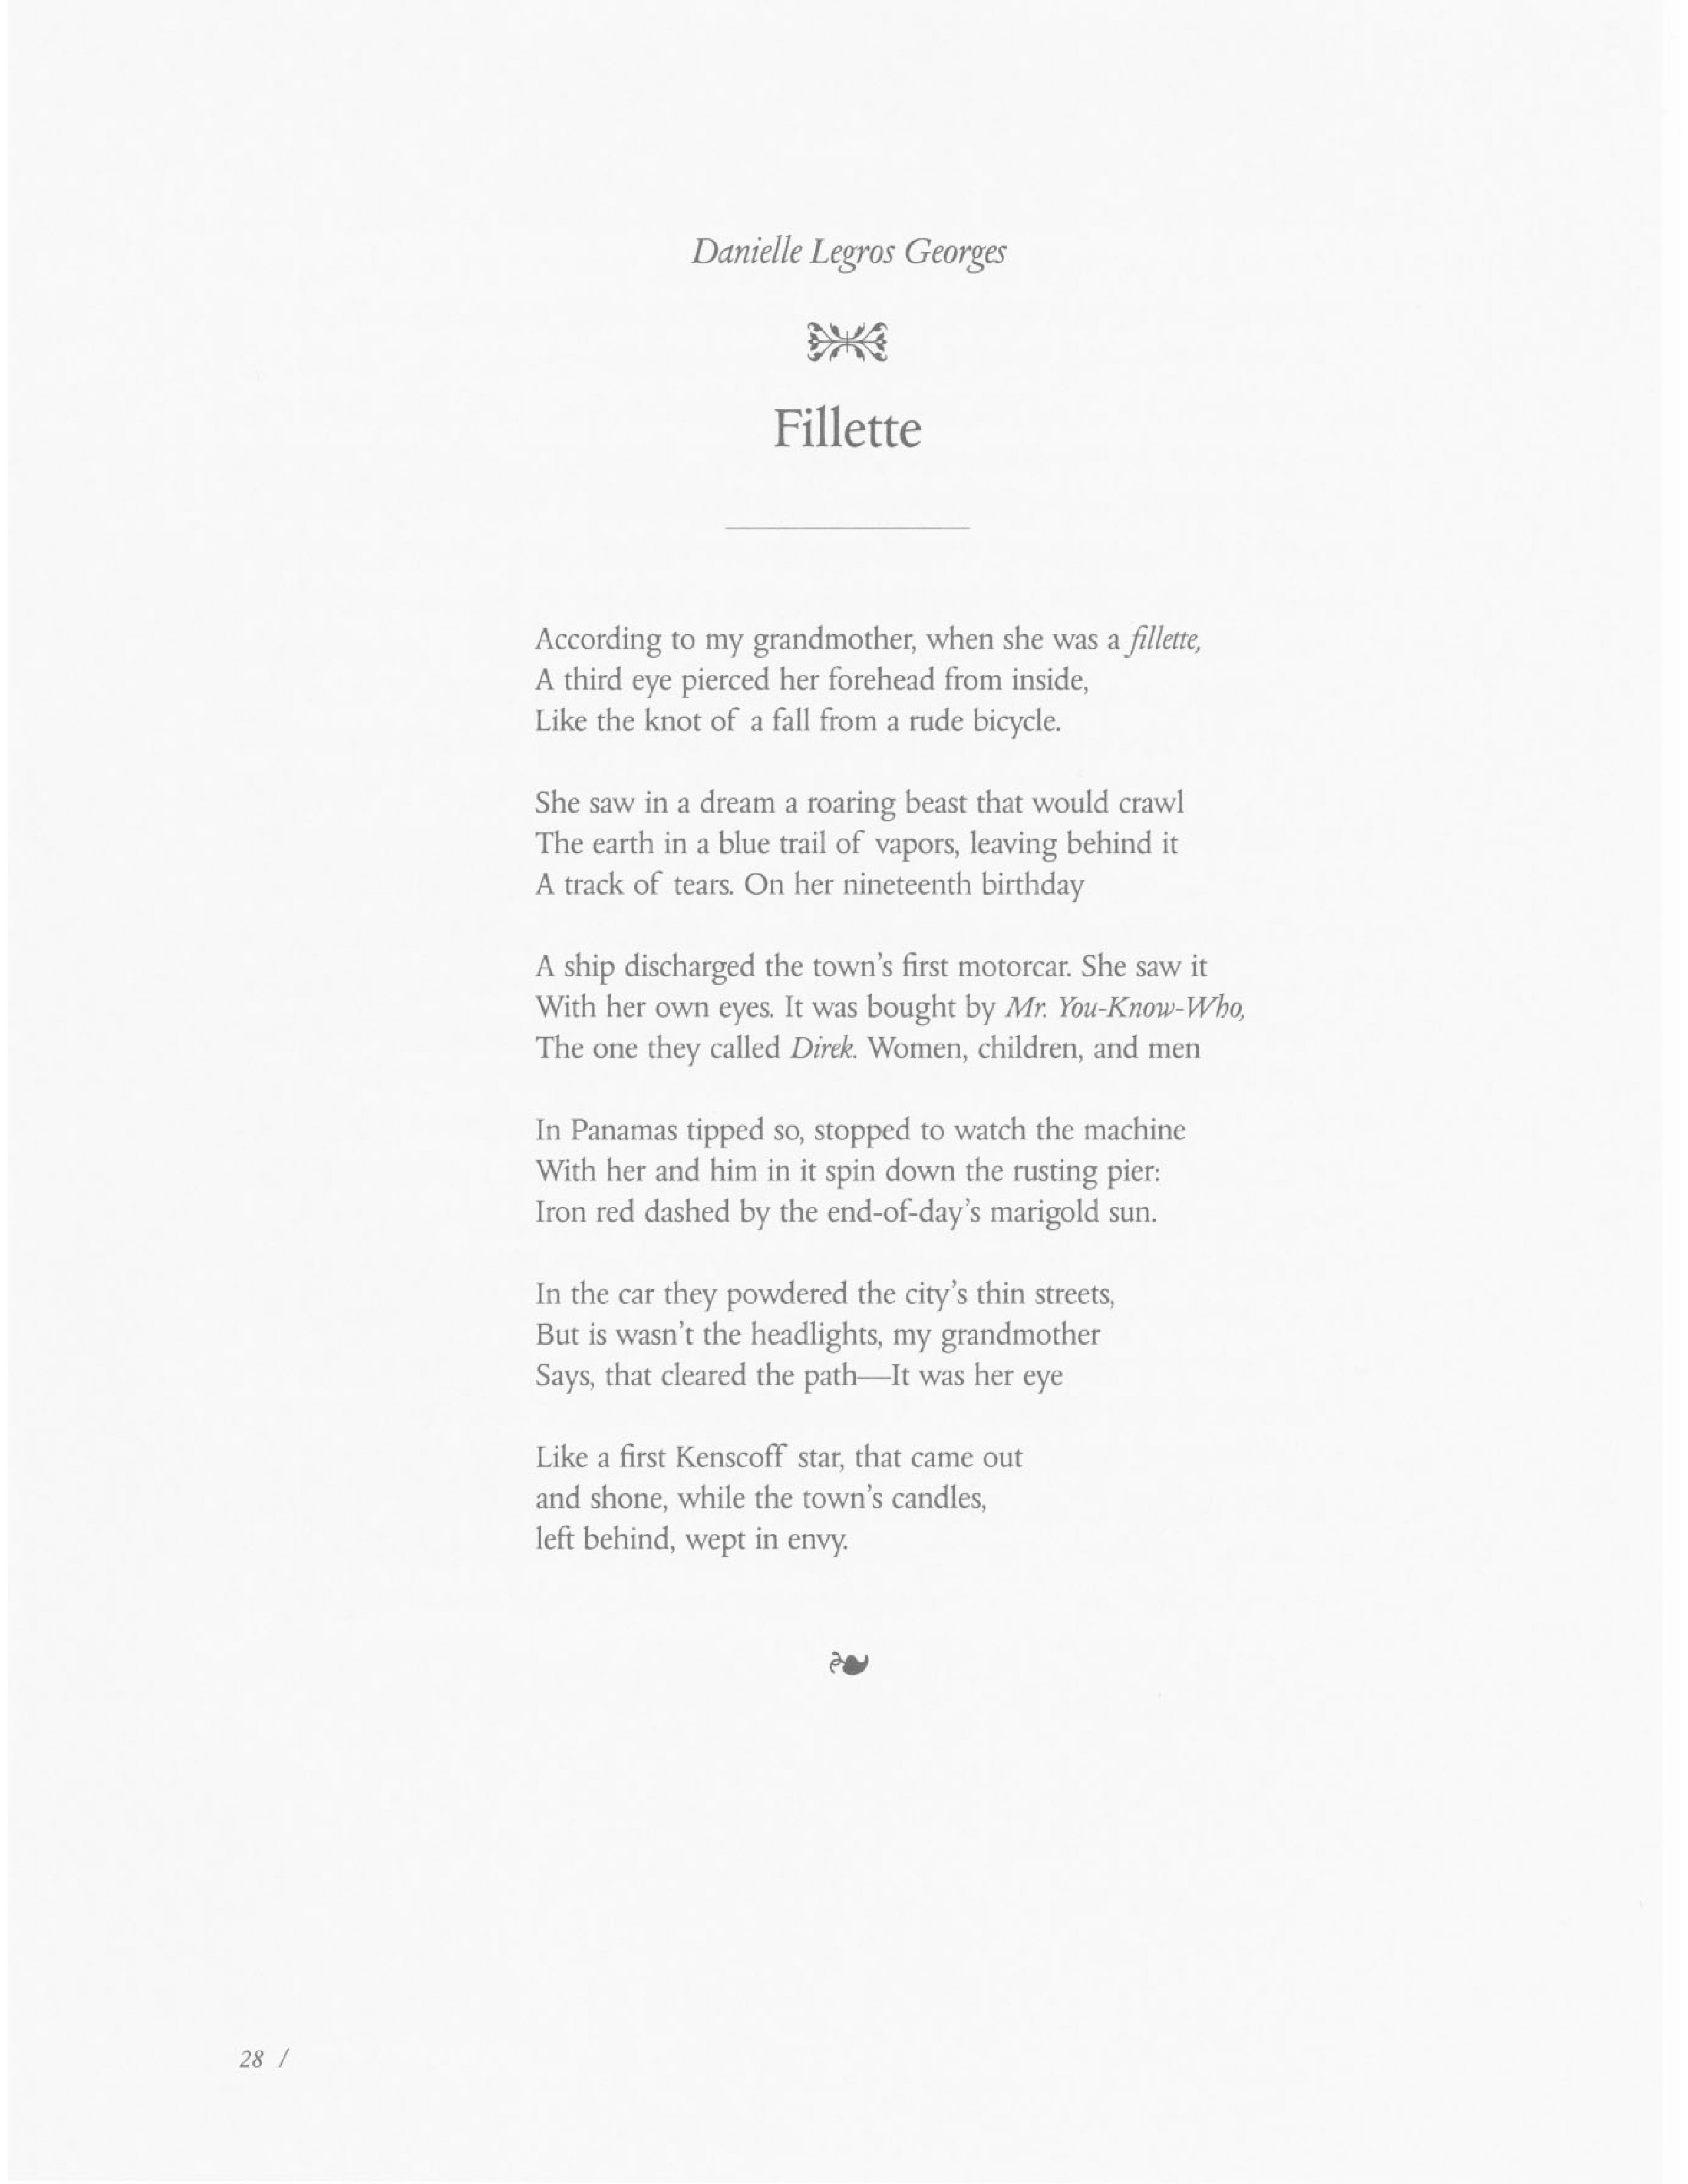 Danielle Legros Georges
Fillette
According to my grandmother, when she was a fillette,
A third eye pierced her forehead from inside,
Like the knot of a fall from a rude bicycle.
She saw in a dream a roaring beast that would crawl
The earth in a blue trail of vapors, leaving behind it
A track of tears. On her nineteenth birthday
A ship discharged the town's first motorcar. She saw it
With her own eyes. It was bought by Mr. You-Know-Who,
The one they called Direk. Women, children, and men
In Panamas tipped so, stopped to watch the machine
With her and him in it spin down the rusting pier:
Iron red dashed by the end-of-day's marigold sun.
In the car they powdered the city's thin streets,
But is wasn't the headlights, my grandmother
Says, that cleared the path—It was her eye
Like a first Kenscoff star, that came out
and shone, while the town's candles,
left behind, wept in envy.
28 /